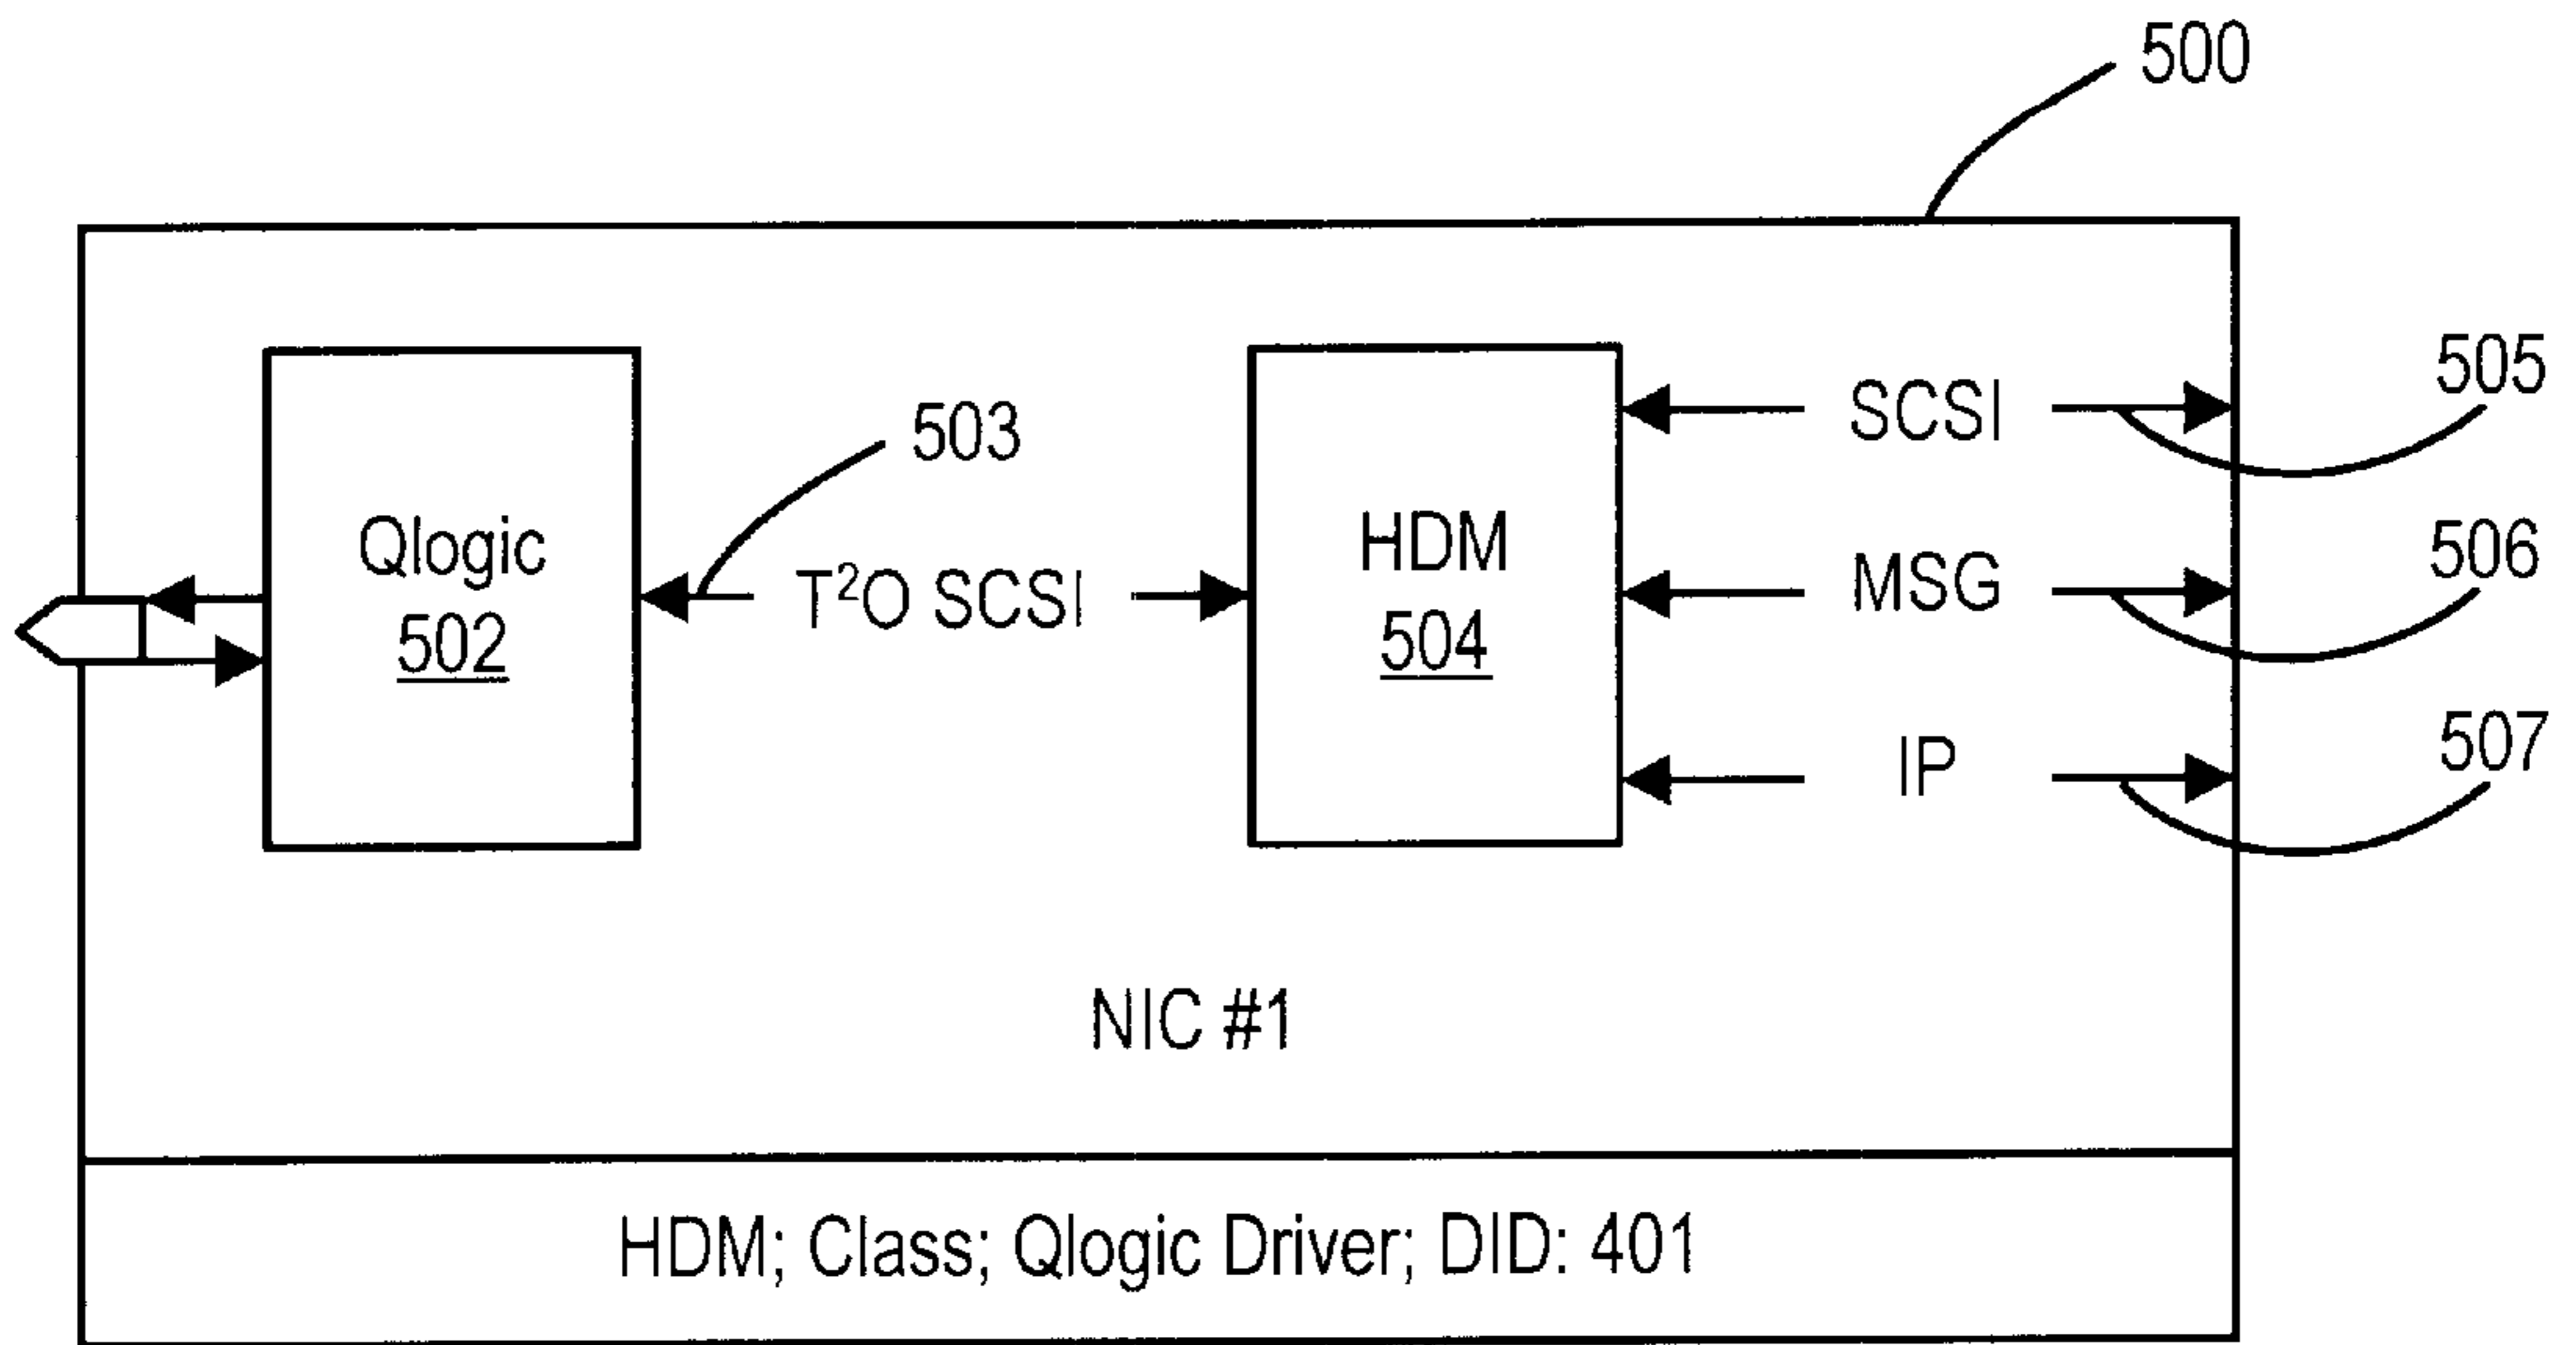 500
505
SCSI
503
Qlogic
502
T²O SCSI
HDM
504
506
MSG
507
IP
NIC #1
HDM; Class; Qlogic Driver; DID: 401